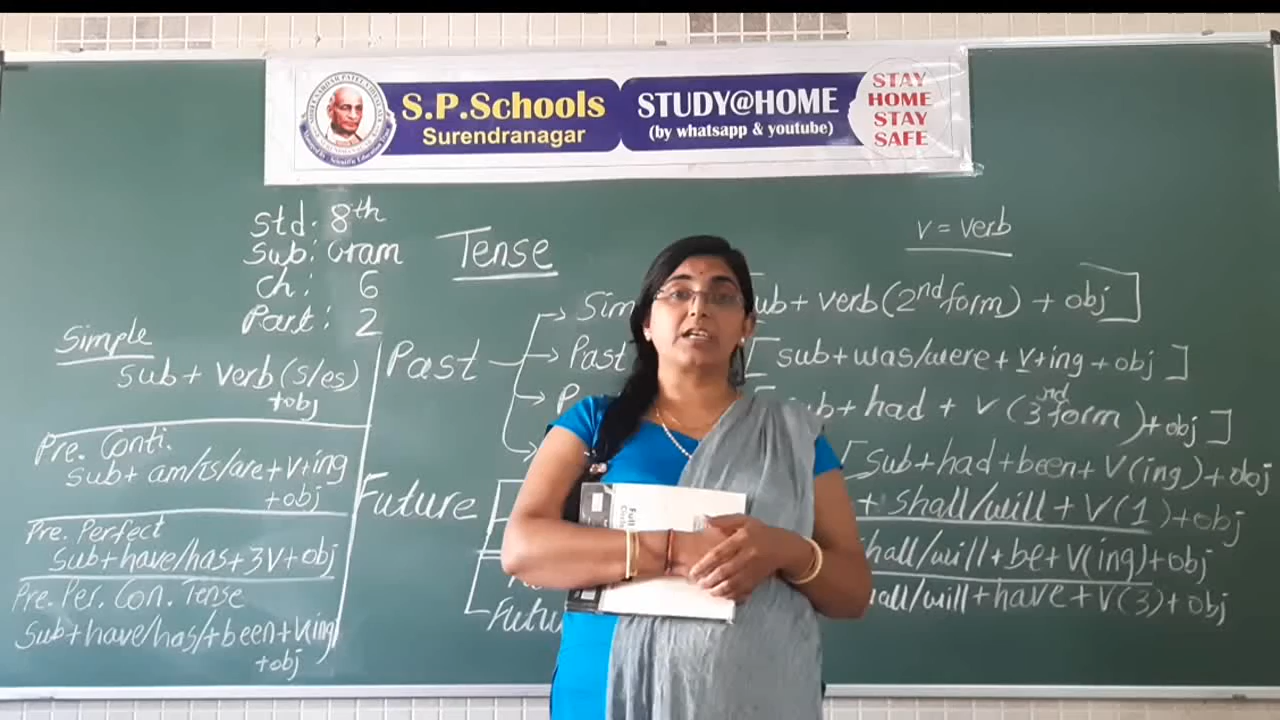 S.P.Schools
Surendranagar
STUDY@HOME
(by whatsapp & youtube)
STAY
HOME
STAY
SAFE
Std: 8th
Sub: Gram
Ch: 6
Part: 2
Tense
v = verb
Simple
Sub + verb (s/es)
+obj
Pre. Conti.
Sub + am/is/are + v+ing
+obj
Pre. Perfect
Sub + have/has + 3V + obj
Pre. Per. Con. Tense
Sub + have/has/+been + V(ing)
+obj
Past
Sim
ub + verb (2nd form) + obj]
Past
[sub + was/were + v+ing + obj]
P
ub + had + v (3rd form) + obj]
[Sub + had + been + V(ing) + obj
Future
+ shall/will + V(1) + obj
hall/will + be + V(ing) + obj
Futu
all/will + have + V(3) + obj